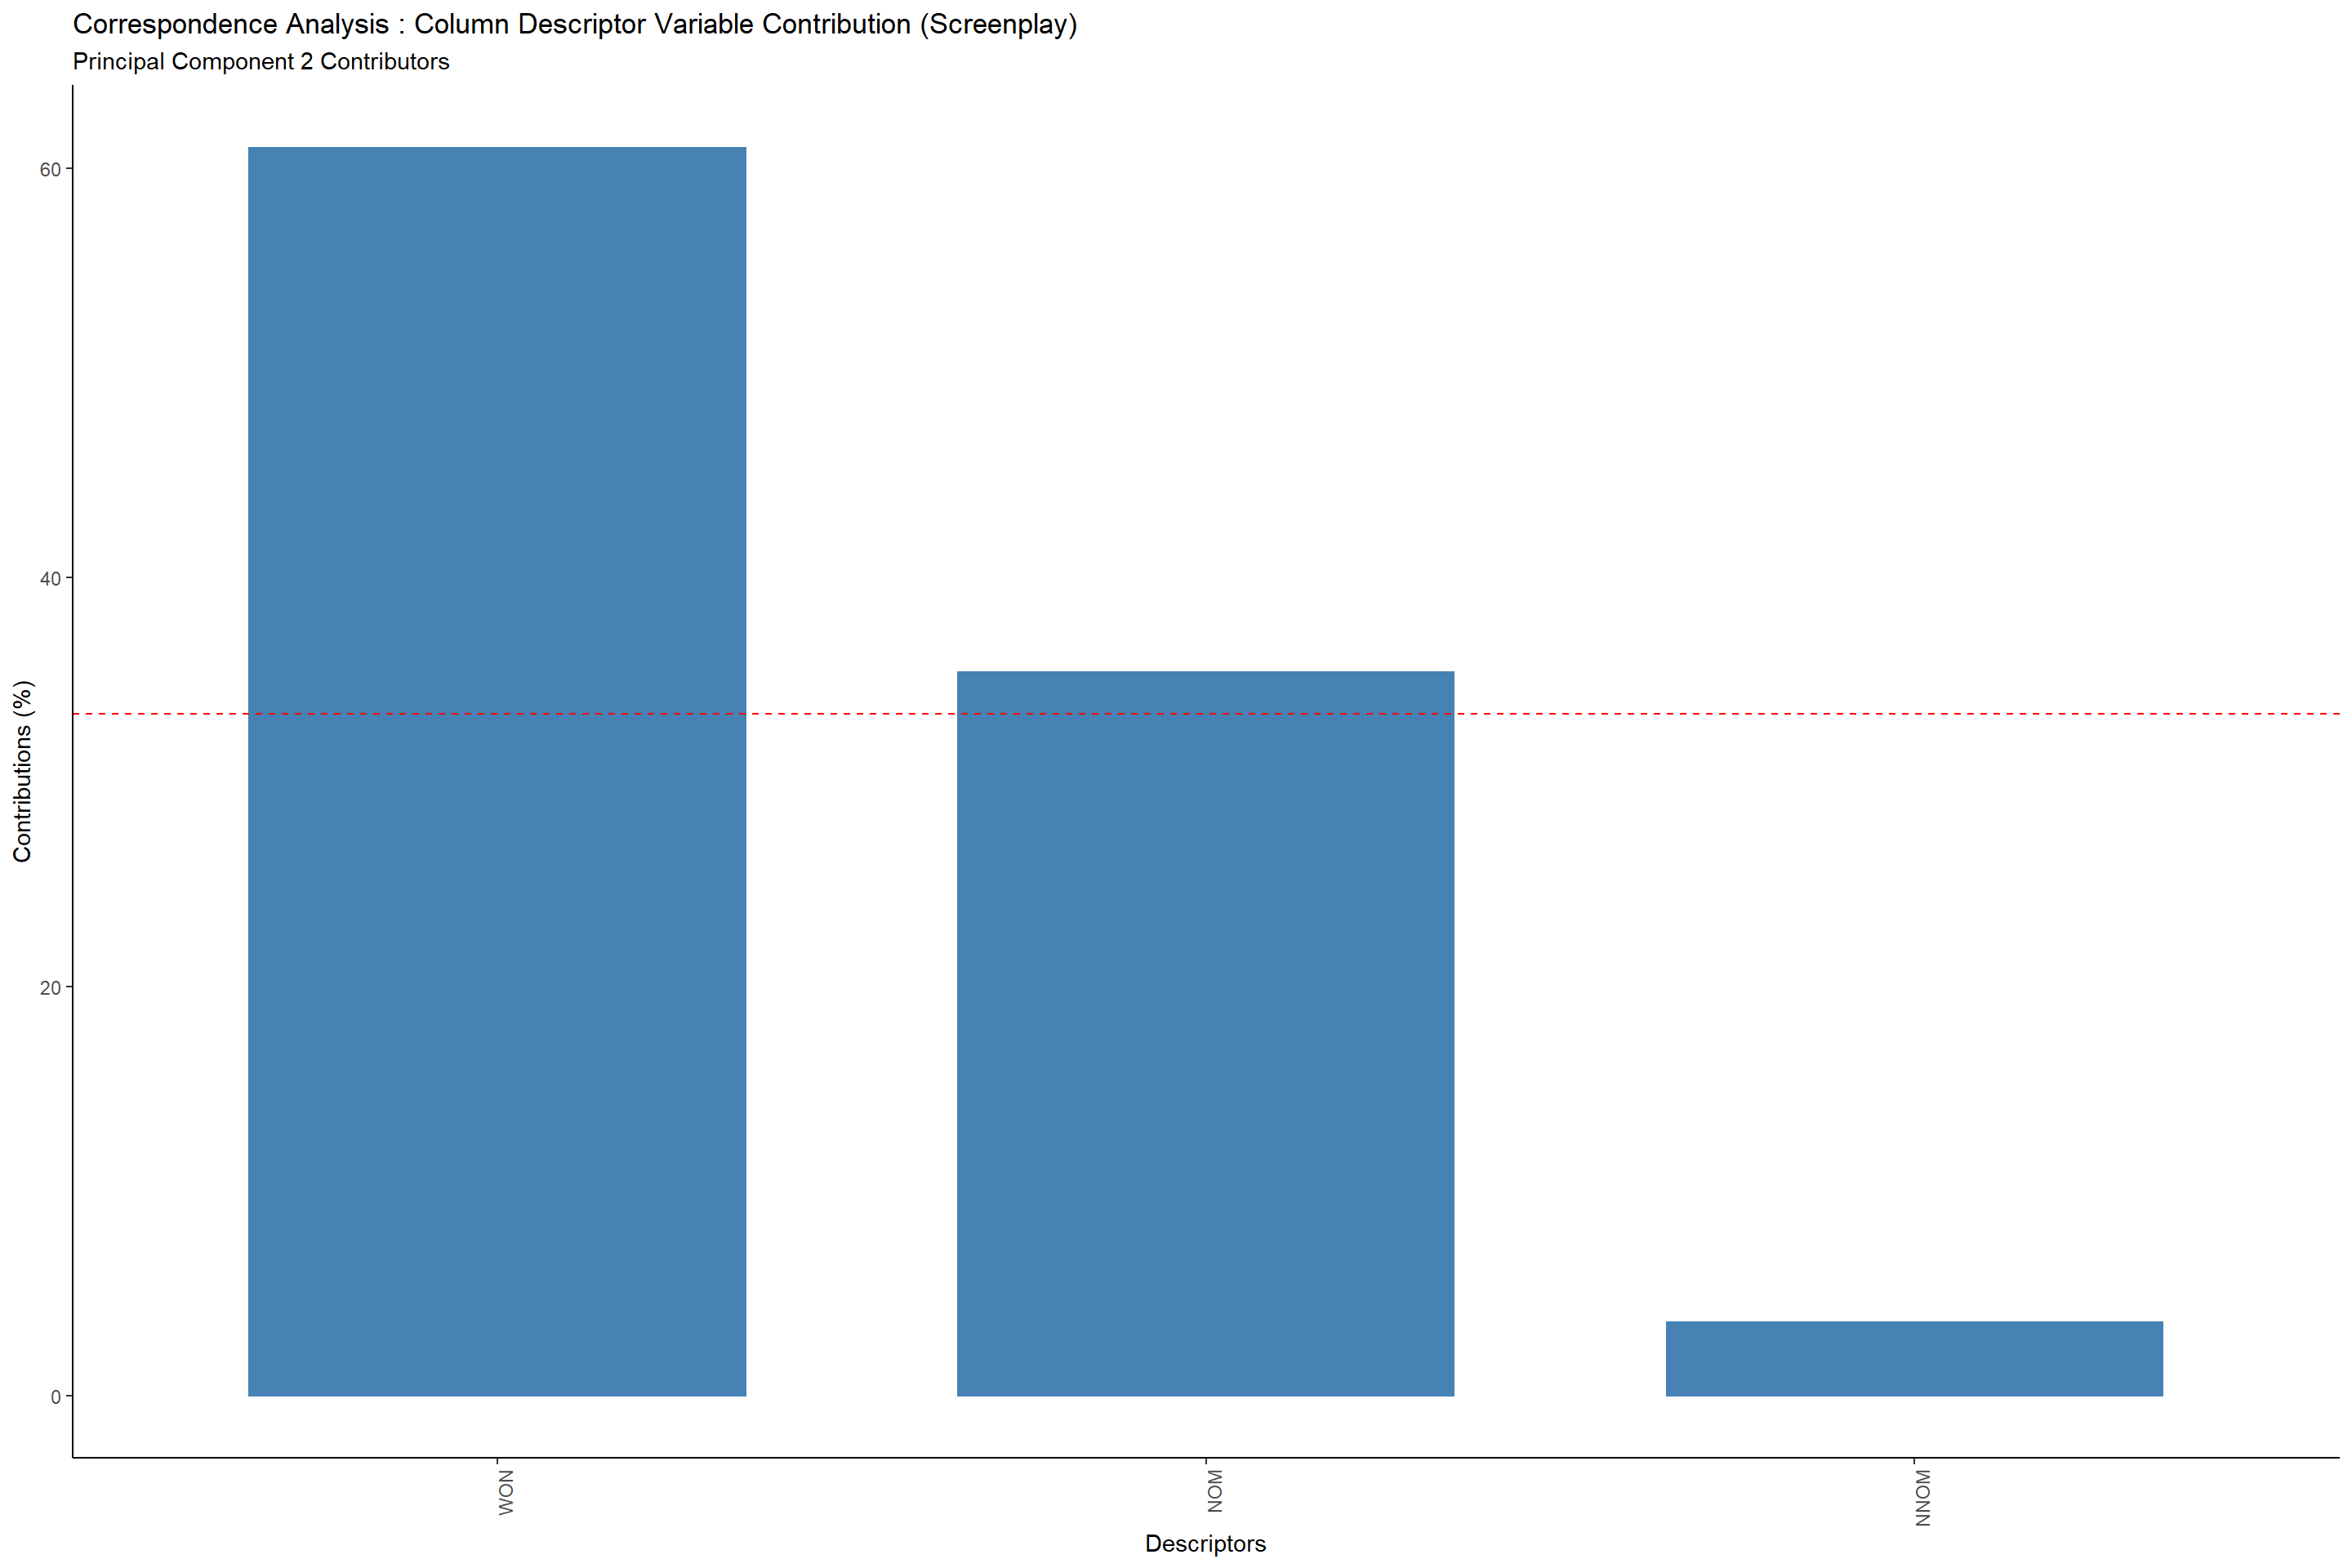 Correspondence Analysis : Column Descriptor Variable Contribution (Screenplay)
Principal Component 2 Contributors
Contributions (%)
60
40
20
0
WON
NOM
NNOM
Descriptors